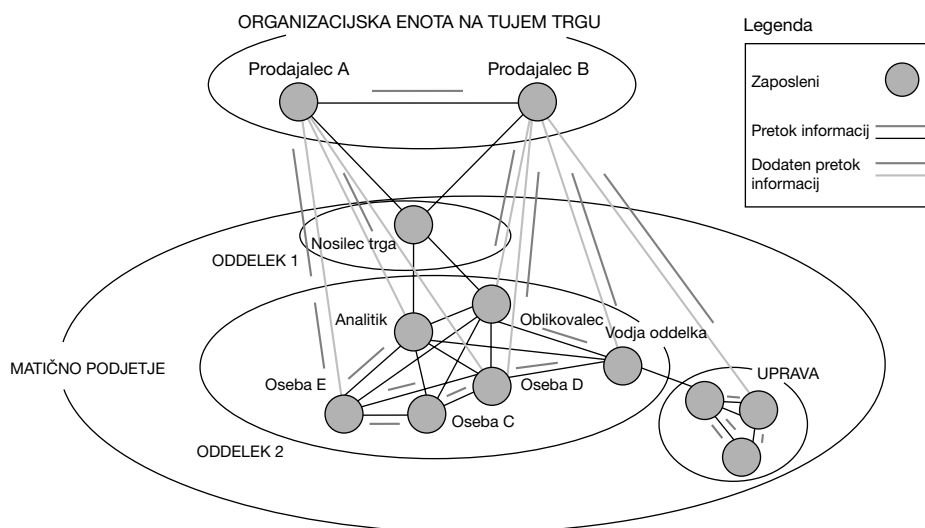 ORGANIZACIJSKA ENOTA NA TUJEM TRGU
Prodajalec A
Prodajalec B
Legenda
Zaposleni
Pretok informacij
Dodaten pretok
informacij
Nosilec trga
ODDELEK 1
Analitik
Oblikovalec
Vodja oddelka
MATIČNO PODJETJE
Oseba E
Oseba D
UPRAVA
Oseba C
ODDELEK 2